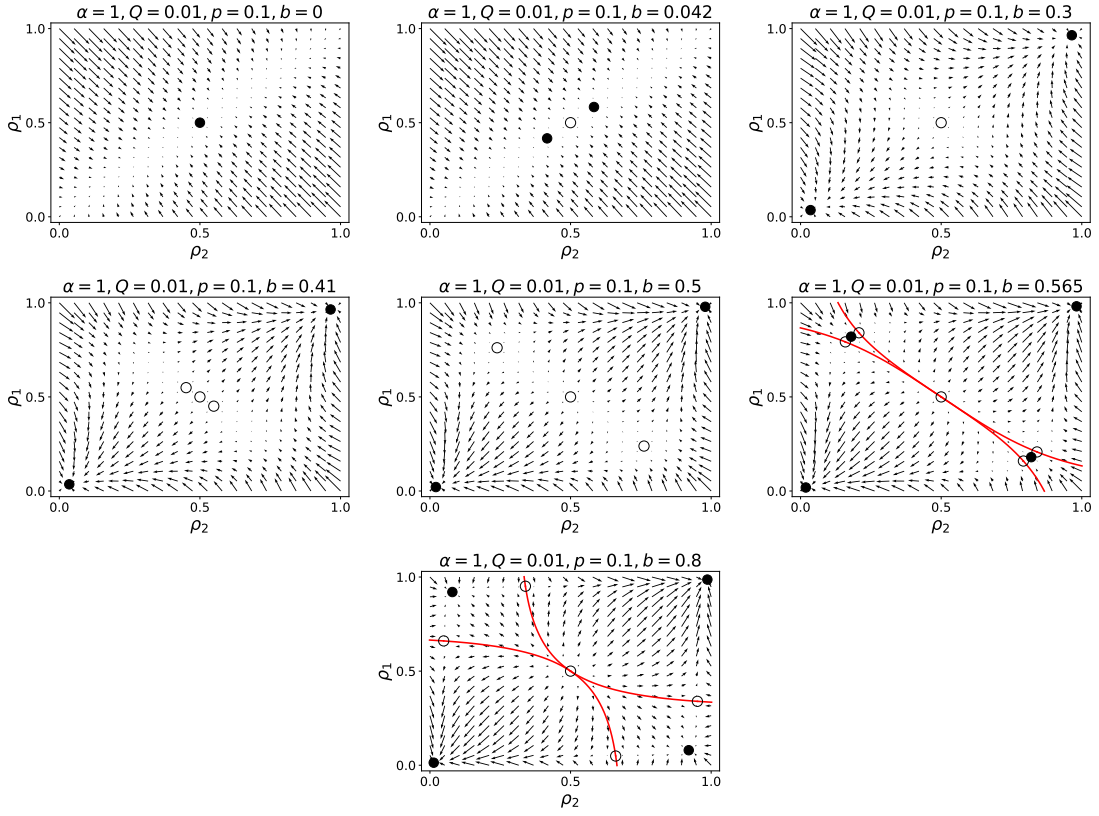 α = 1, Q = 0.01, p = 0.1, b = 0
1.0
0.5
0.0
ρ₁
0.0 0.5 1.0
ρ₂
α = 1, Q = 0.01, p = 0.1, b = 0.042
1.0
0.5
0.0
ρ₁
0.0 0.5 1.0
ρ₂
α = 1, Q = 0.01, p = 0.1, b = 0.3
1.0
0.5
0.0
ρ₁
0.0 0.5 1.0
ρ₂
α = 1, Q = 0.01, p = 0.1, b = 0.41
1.0
0.5
0.0
ρ₁
0.0 0.5 1.0
ρ₂
α = 1, Q = 0.01, p = 0.1, b = 0.5
1.0
0.5
0.0
ρ₁
0.0 0.5 1.0
ρ₂
α = 1, Q = 0.01, p = 0.1, b = 0.565
1.0
0.5
0.0
ρ₁
0.0 0.5 1.0
ρ₂
α = 1, Q = 0.01, p = 0.1, b = 0.8
1.0
0.5
0.0
ρ₁
0.0 0.5 1.0
ρ₂